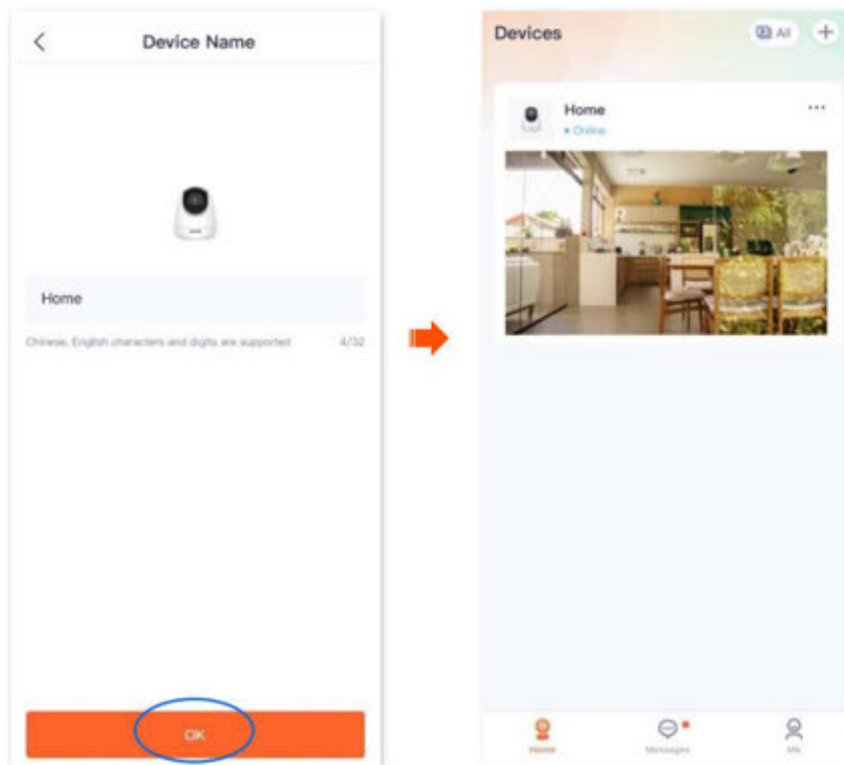 Device Name
Home
Chinese, English characters and digits are supported 4/32
OK
Devices
All
Home
Online
Home
Messages
Me